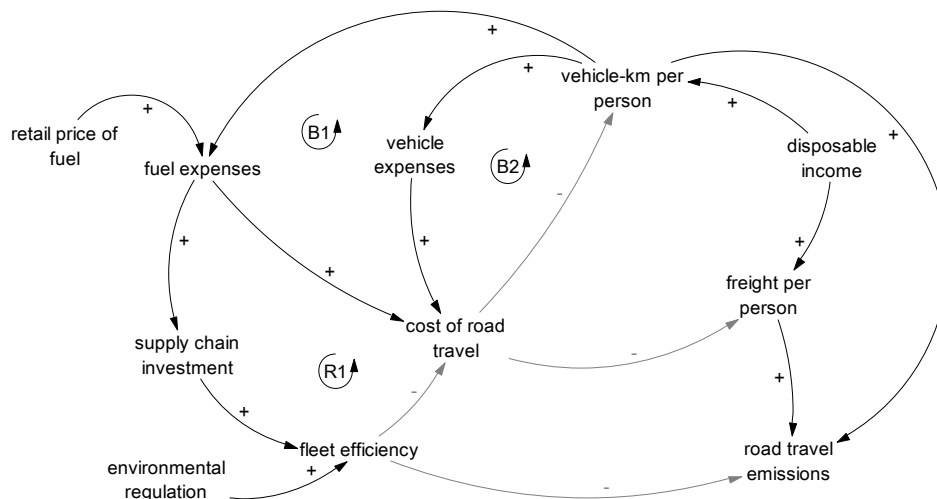 +
+
vehicle-km per
person
+
+
retail price of
fuel
B1
vehicle
expenses
B2
+
disposable
income
fuel expenses
-
+
+
+
+
freight per
person
cost of road
travel
supply chain
investment
-
R1
+
-
+
fleet efficiency
road travel
emissions
environmental
regulation
+
-